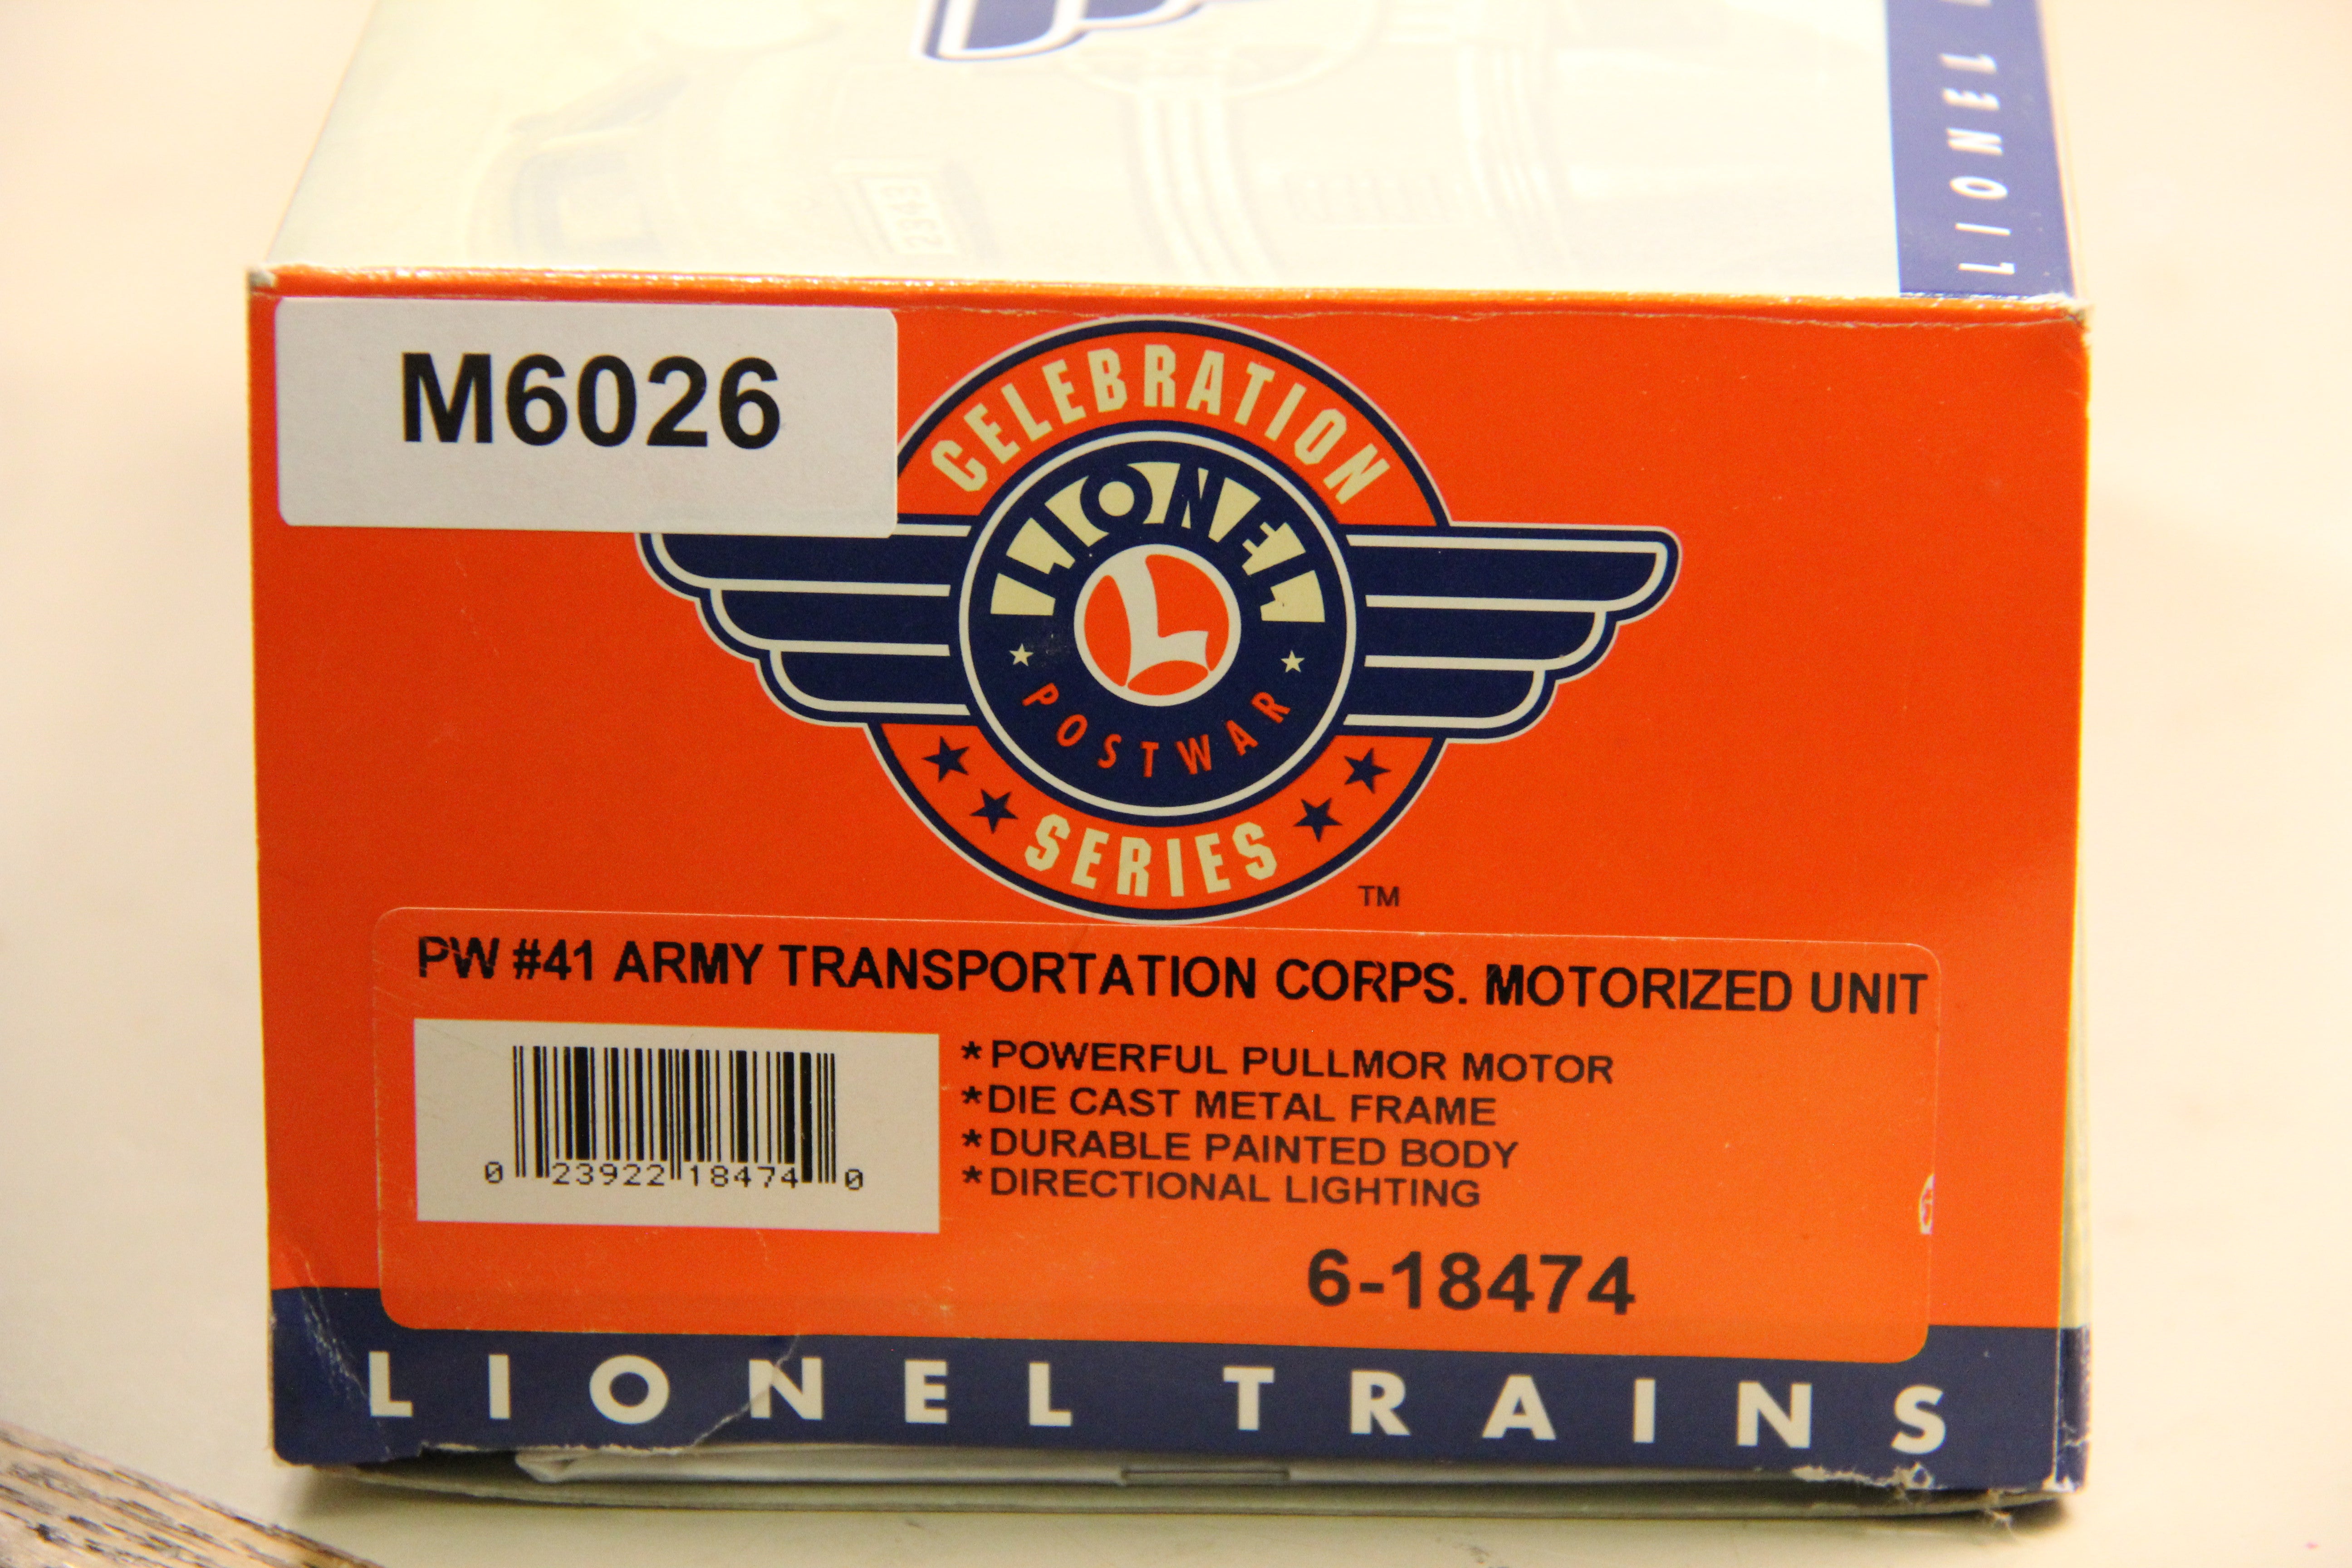 LIONEL
2343
M6026
CELEBRATION
LIONEL
L
POSTWAR
SERIES
TM
PW #41 ARMY TRANSPORTATION CORPS. MOTORIZED UNIT
*POWERFUL PULLMOR MOTOR
*DIE CAST METAL FRAME
*DURABLE PAINTED BODY
*DIRECTIONAL LIGHTING
0 23922 18474 0
6-18474
LIONEL TRAINS